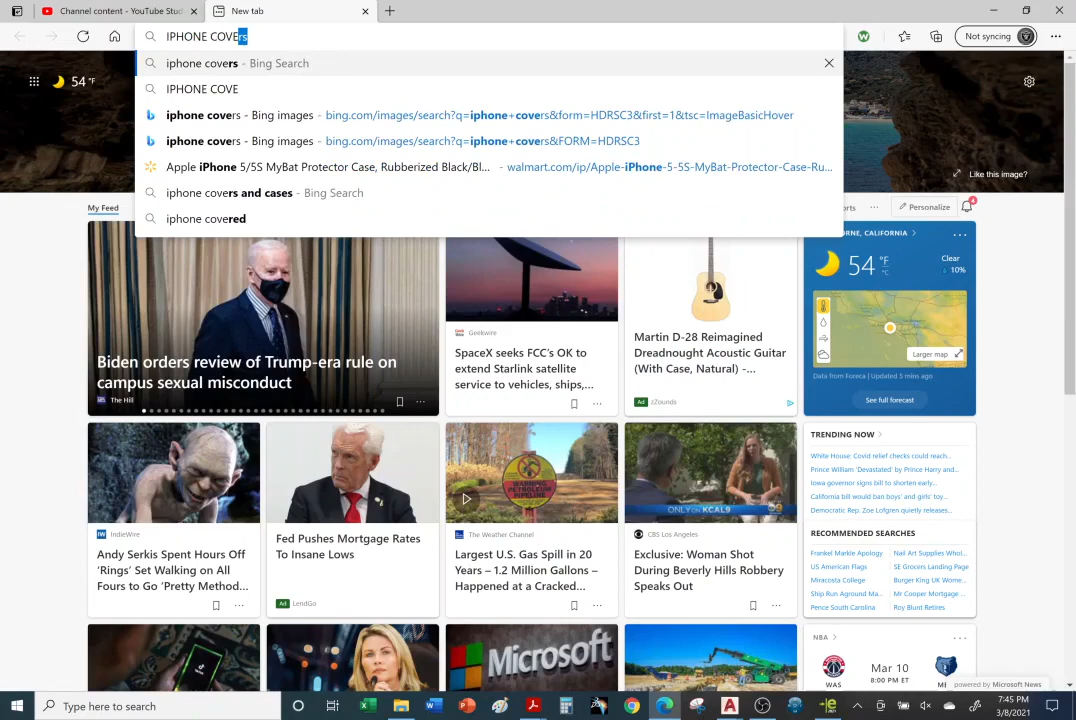 Channel content - YouTube Stud
New tab
IPHONE COVErs
Not syncing
iphone covers - Bing Search
IPHONE COVE
iphone covers - Bing images - bing.com/images/search?q=iphone+covers&form=HDRSC3&first=1&tsc=ImageBasicHover
iphone covers - Bing images - bing.com/images/search?q=iphone+covers&FORM=HDRSC3
Apple iPhone 5/5S MyBat Protector Case, Rubberized Black/Bl... - walmart.com/ip/Apple-iPhone-5-5S-MyBat-Protector-Case-Ru...
iphone covers and cases - Bing Search
iphone covered
54 °F
Like this image?
My Feed
orts
Personalize
4
Biden orders review of Trump-era rule on
campus sexual misconduct
The Hill
Geekwire
SpaceX seeks FCC's OK to
extend Starlink satellite
service to vehicles, ships,...
Martin D-28 Reimagined
Dreadnought Acoustic Guitar
(With Case, Natural) -...
Ad zZounds
ORNE, CALIFORNIA
54 °F
°C
Clear
10%
Larger map
Data from Foreca | Updated 5 mins ago
See full forecast
IndieWire
Andy Serkis Spent Hours Off
'Rings' Set Walking on All
Fours to Go 'Pretty Method...
Fed Pushes Mortgage Rates
To Insane Lows
Ad LendGo
WARNING
PETROLEUM
PIPELINE
The Weather Channel
Largest U.S. Gas Spill in 20
Years – 1.2 Million Gallons –
Happened at a Cracked...
ONLY ON KCAL9
CBS Los Angeles
Exclusive: Woman Shot
During Beverly Hills Robbery
Speaks Out
TRENDING NOW
White House: Covid relief checks could reach...
Prince William 'Devastated' by Prince Harry and...
Iowa governor signs bill to shorten early...
California bill would ban 'boys' and girls' toy...
Democratic Rep. Zoe Lofgren quietly releases...
RECOMMENDED SEARCHES
Frankel Markle Apology
Nail Art Supplies Whol...
US American Flags
SE Grocers Landing Page
Miracosta College
Burger King UK Wome...
Ship Run Aground Ma...
Mr Cooper Mortgage ...
Pence South Carolina
Roy Blunt Retires
Microsoft
NBA
Mar 10
8:00 PM ET
WAS
powered by Microsoft News
Type here to search
7:45 PM
3/8/2021